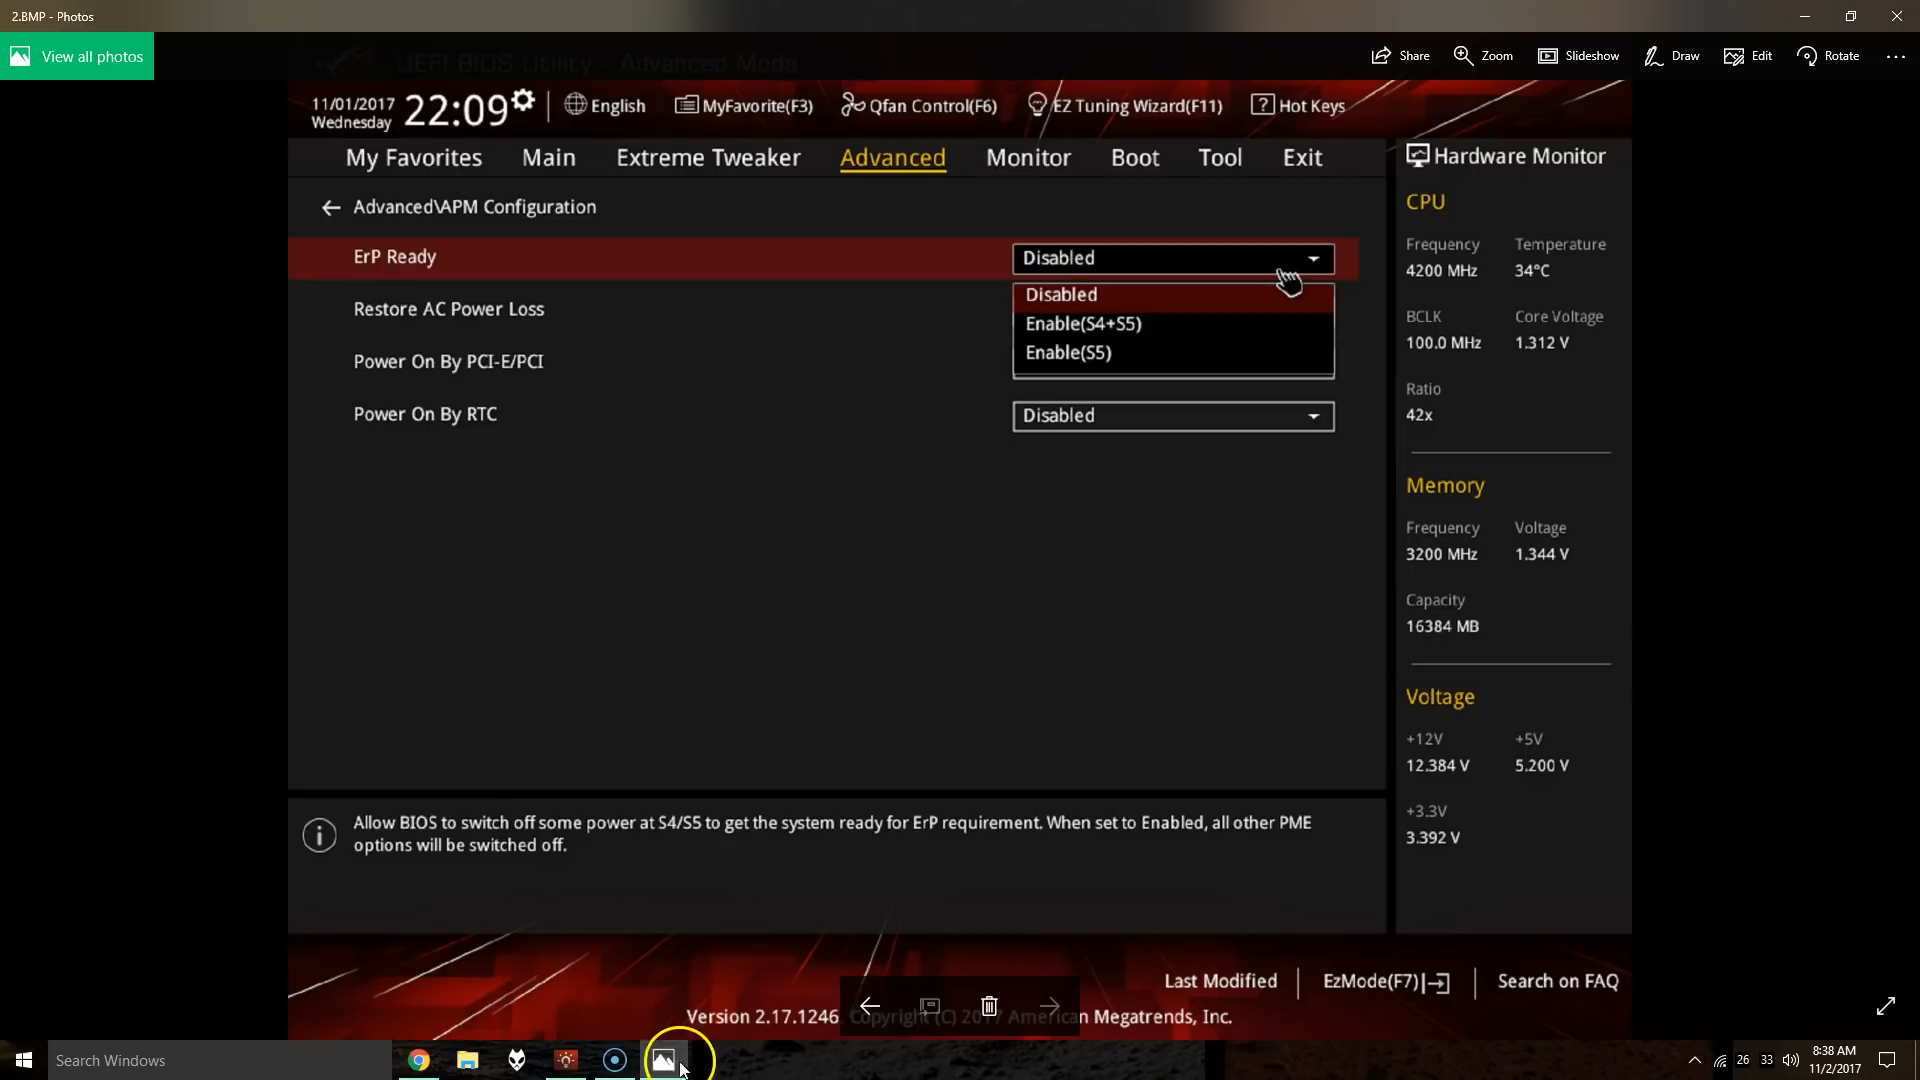 2.BMP - Photos
View all photos
Share
Zoom
Slideshow
Draw
Edit
Rotate
UEFI BIOS Utility - Advanced Mode
11/01/2017
Wednesday
22:09
English
MyFavorite(F3)
Qfan Control(F6)
EZ Tuning Wizard(F11)
? Hot Keys
My Favorites
Main
Extreme Tweaker
Advanced
Monitor
Boot
Tool
Exit
Advanced\APM Configuration
ErP Ready
Disabled
Disabled
Enable(S4+S5)
Enable(S5)
Restore AC Power Loss
Power On By PCI-E/PCI
Power On By RTC
Disabled
Allow BIOS to switch off some power at S4/S5 to get the system ready for ErP requirement. When set to Enabled, all other PME
options will be switched off.
Hardware Monitor
CPU
Frequency
Temperature
4200 MHz
34°C
BCLK
Core Voltage
100.0 MHz
1.312 V
Ratio
42x
Memory
Frequency
Voltage
3200 MHz
1.344 V
Capacity
16384 MB
Voltage
+12V
+5V
12.384 V
5.200 V
+3.3V
3.392 V
Last Modified
EzMode(F7)
Search on FAQ
Version 2.17.1246. Copyright (C) 2017 American Megatrends, Inc.
Search Windows
26
33
8:38 AM
11/2/2017